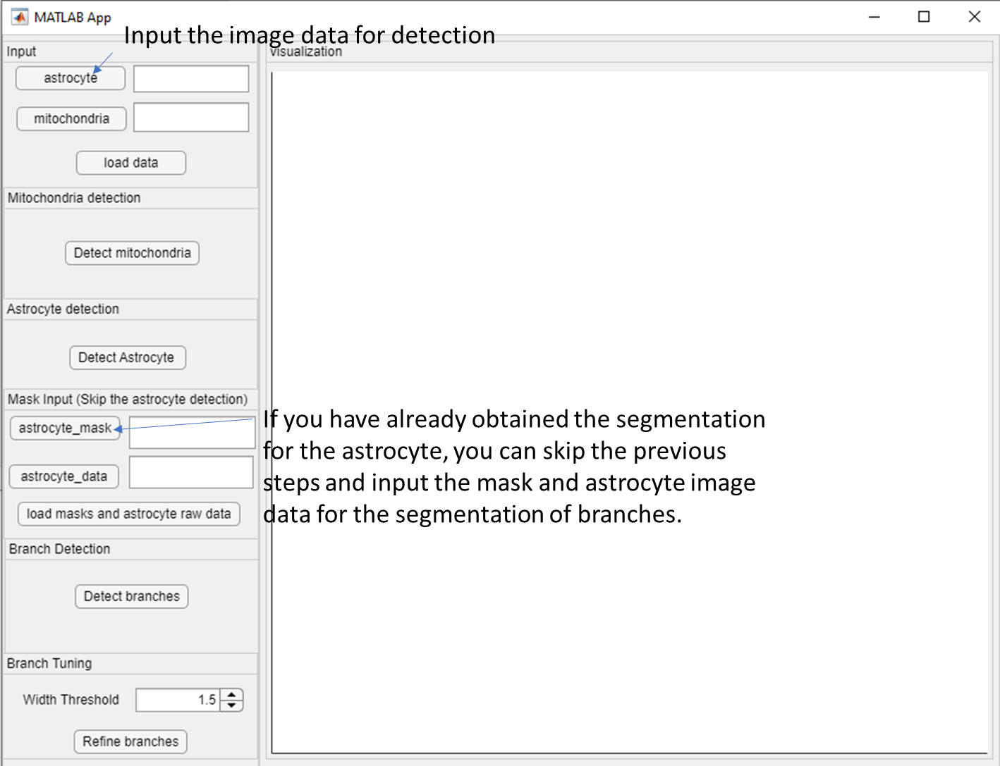 MATLAB App
Input the image data for detection
Input
visualization
astrocyte
mitochondria
load data
Mitochondria detection
Detect mitochondria
Astrocyte detection
Detect Astrocyte
Mask Input (Skip the astrocyte detection)
astrocyte_mask
If you have already obtained the segmentation
for the astrocyte, you can skip the previous
steps and input the mask and astrocyte image
data for the segmentation of branches.
astrocyte_data
load masks and astrocyte raw data
Branch Detection
Detect branches
Branch Tuning
Width Threshold 1.5
Refine branches